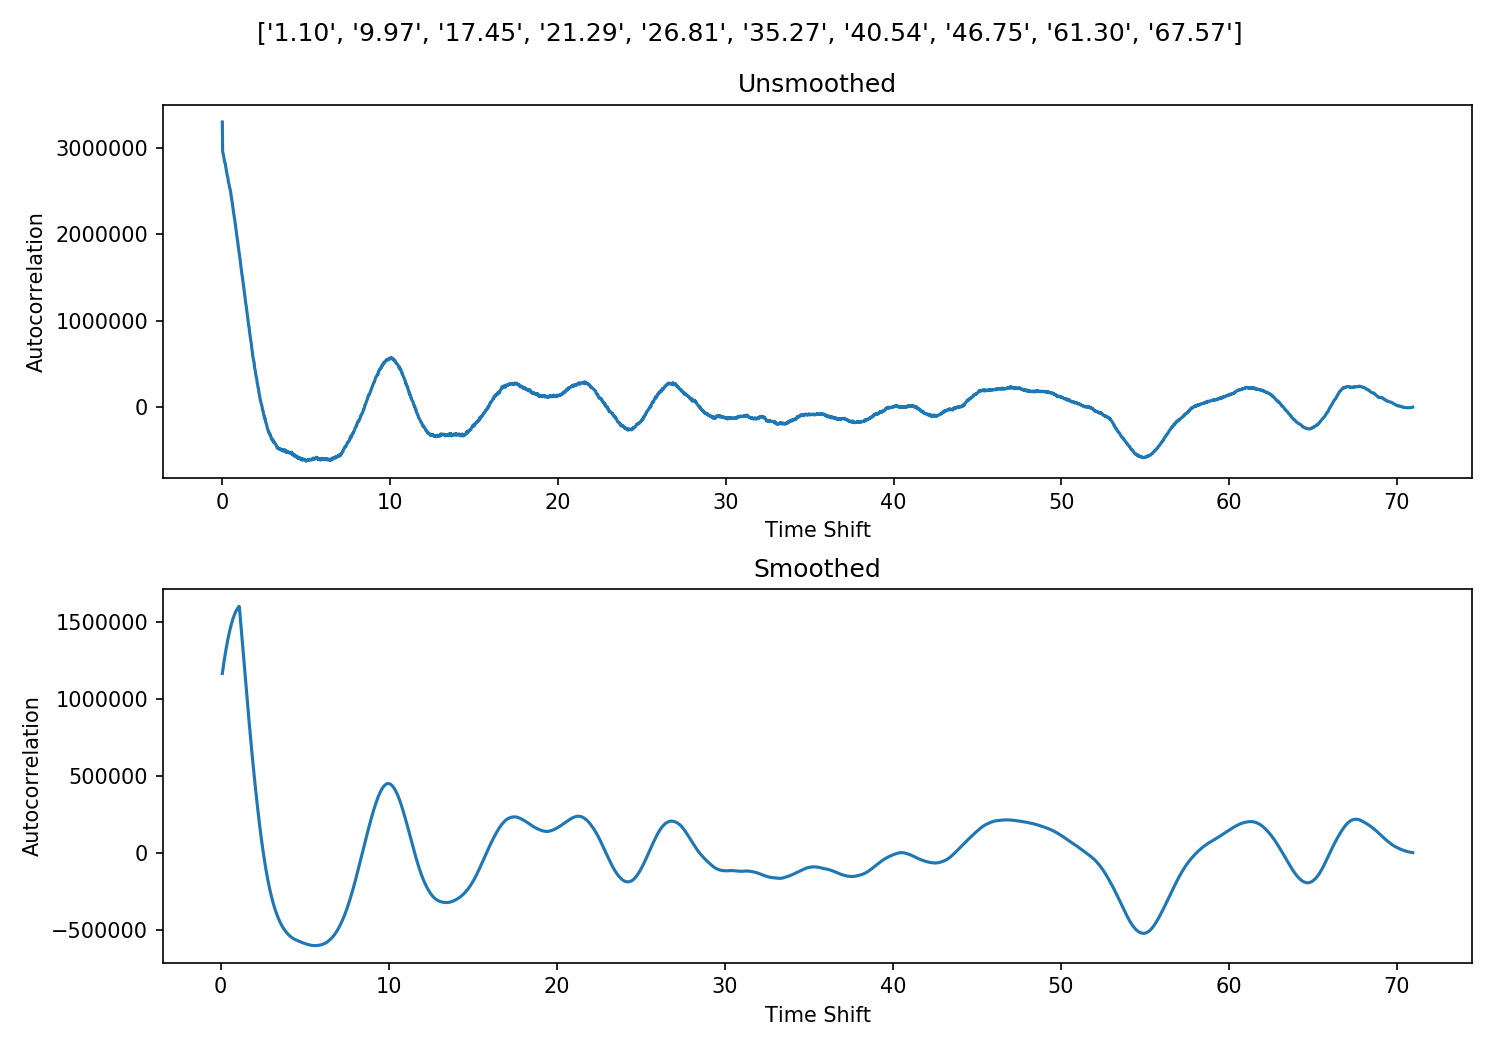 ['1.10', '9.97', '17.45', '21.29', '26.81', '35.27', '40.54', '46.75', '61.30', '67.57']
Unsmoothed
Autocorrelation
3000000
2000000
1000000
0
0 10 20 30 40 50 60 70
Time Shift
Smoothed
Autocorrelation
1500000
1000000
500000
0
−500000
0 10 20 30 40 50 60 70
Time Shift